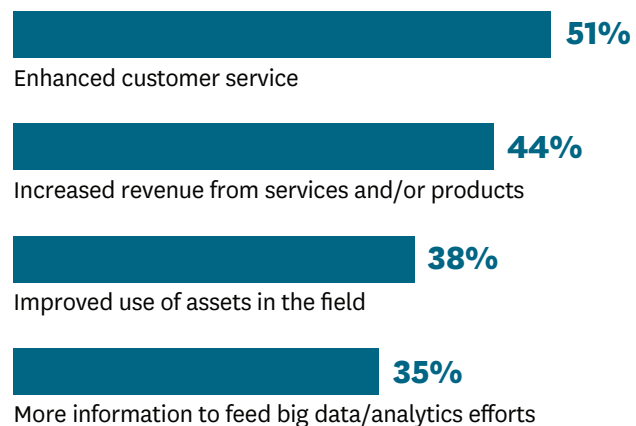 51%
Enhanced customer service
44%
Increased revenue from services and/or products
38%
Improved use of assets in the field
35%
More information to feed big data/analytics efforts